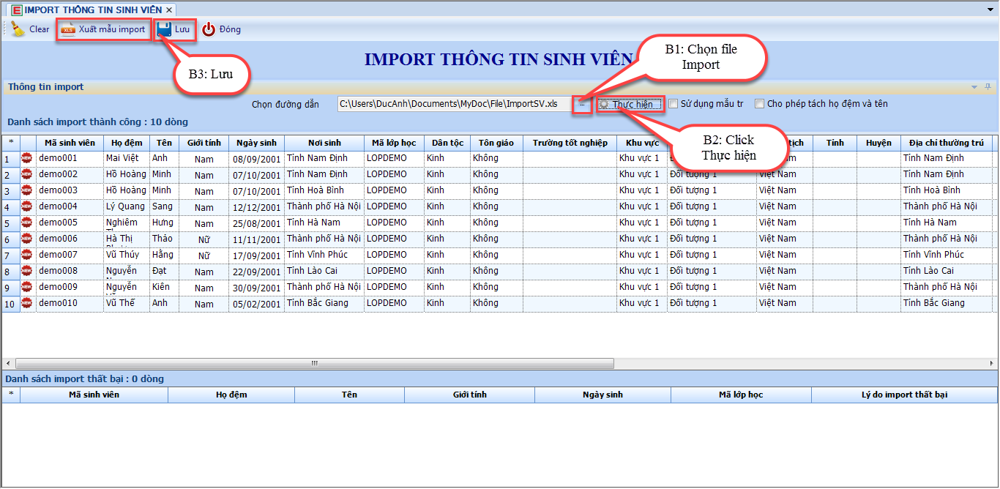 IMPORT THÔNG TIN SINH VIÊN
Clear Xuất mẫu import Lưu Đóng
IMPORT THÔNG TIN SINH VIÊN
B1: Chọn file
Import
B3: Lưu
Thông tin import
Chọn đường dẫn C:\Users\DucAnh\Documents\MyDoc\File\ImportSV.xls ... Thực hiện Sử dụng mẫu tr Cho phép tách họ đệm và tên
Danh sách import thành công : 10 dòng
B2: Click
Thực hiện
* Mã sinh viên Họ đệm Tên Giới tính Ngày sinh Nơi sinh Mã lớp học Dân tộc Tôn giáo Trường tốt nghiệp Khu vực tịch Tỉnh Huyện Địa chỉ thường trú
1 NEW demo001 Mai Việt Anh Nam 08/09/2001 Tỉnh Nam Định LOPDEMO Kinh Không Khu vực 1 Tỉnh Nam Định
2 NEW demo002 Hồ Hoàng Minh Nam 07/10/2001 Tỉnh Nam Định LOPDEMO Kinh Không Khu vực 1 Đối tượng 1 Việt Nam Tỉnh Nam Định
3 NEW demo003 Hồ Hoàng Minh Nam 07/10/2001 Tỉnh Hoà Bình LOPDEMO Kinh Không Khu vực 1 Đối tượng 1 Việt Nam Tỉnh Hoà Bình
4 NEW demo004 Lý Quang Sang Nam 12/12/2001 Thành phố Hà Nội LOPDEMO Kinh Không Khu vực 1 Đối tượng 1 Việt Nam Thành phố Hà Nội
5 NEW demo005 Nghiêm Hưng Nam 25/08/2001 Tỉnh Hà Nam LOPDEMO Kinh Không Khu vực 1 Đối tượng 1 Việt Nam Tỉnh Hà Nam
6 NEW demo006 Hà Thị Thảo Nữ 11/11/2001 Thành phố Hà Nội LOPDEMO Kinh Không Khu vực 1 Đối tượng 1 Việt Nam Thành phố Hà Nội
7 NEW demo007 Vũ Thúy Hằng Nữ 17/09/2001 Tỉnh Vĩnh Phúc LOPDEMO Kinh Không Khu vực 1 Đối tượng 1 Việt Nam Tỉnh Vĩnh Phúc
8 NEW demo008 Nguyễn Đạt Nam 22/09/2001 Tỉnh Lào Cai LOPDEMO Kinh Không Khu vực 1 Đối tượng 1 Việt Nam Tỉnh Lào Cai
9 NEW demo009 Nguyễn Kiên Nam 30/09/2001 Thành phố Hà Nội LOPDEMO Kinh Không Khu vực 1 Đối tượng 1 Việt Nam Thành phố Hà Nội
10 NEW demo010 Vũ Thế Anh Nam 05/02/2001 Tỉnh Bắc Giang LOPDEMO Kinh Không Khu vực 1 Đối tượng 1 Việt Nam Tỉnh Bắc Giang
Danh sách import thất bại : 0 dòng
* Mã sinh viên Họ đệm Tên Giới tính Ngày sinh Mã lớp học Lý do import thất bại